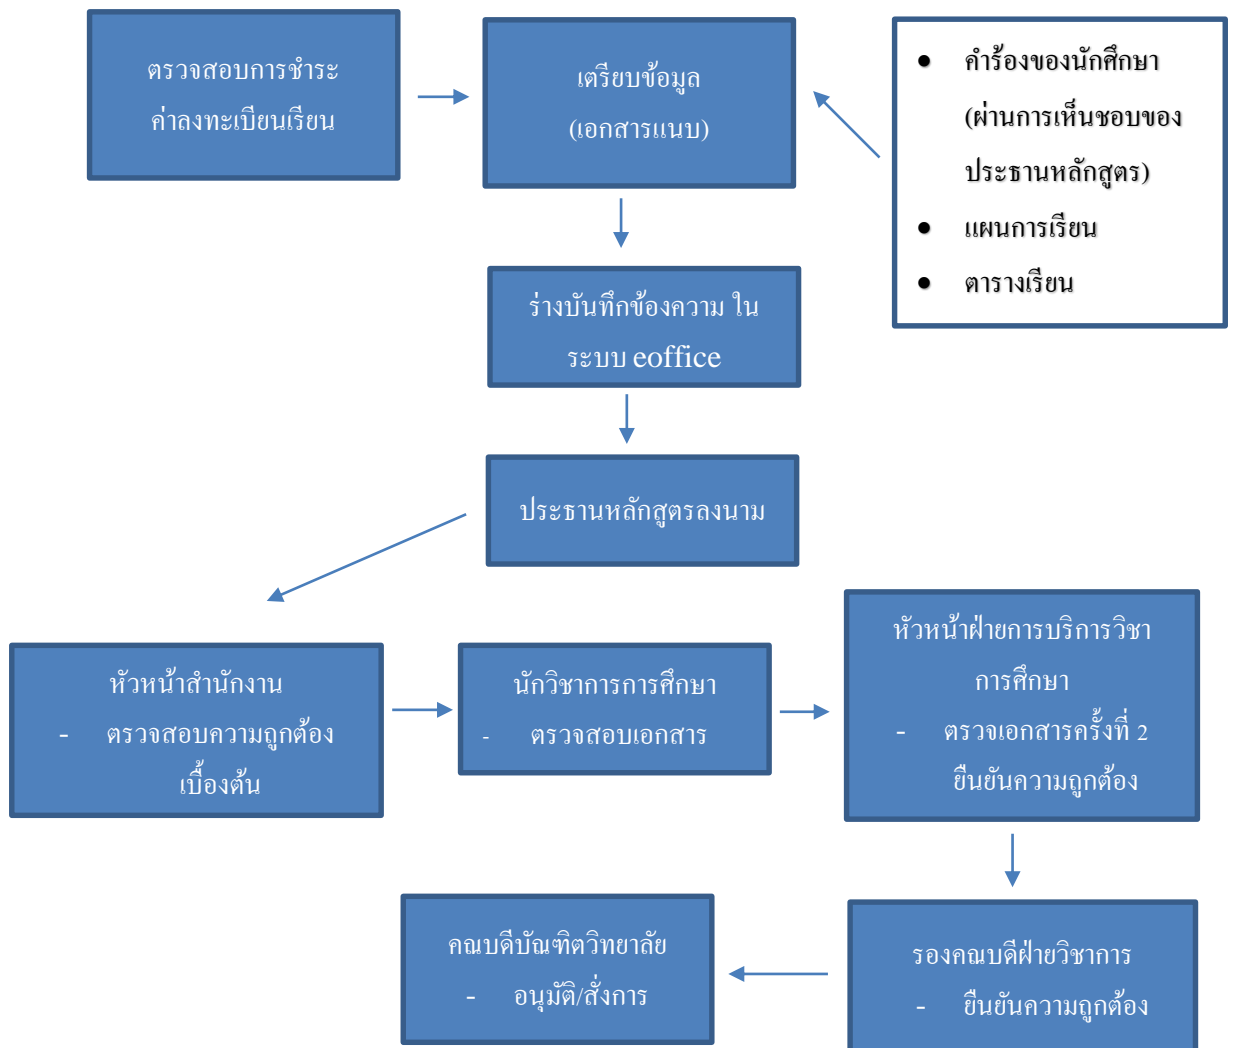 ตรวจสอบการชำระ
ค่าลงทะเบียนเรียน
เตรียมข้อมูล
(เอกสารแนบ)
• คำร้องของนักศึกษา
(ผ่านการเห็นชอบของ
ประธานหลักสูตร)
• แผนการเรียน
• ตารางเรียน
ร่างบันทึกข้องความ ใน
ระบบ eoffice
ประธานหลักสูตรลงนาม
หัวหน้าสำนักงาน
- ตรวจสอบความถูกต้อง
เบื้องต้น
นักวิชาการการศึกษา
- ตรวจสอบเอกสาร
หัวหน้าฝ่ายการบริการวิชา
การศึกษา
- ตรวจเอกสารครั้งที่ 2
ยืนยันความถูกต้อง
รองคณบดีฝ่ายวิชาการ
- ยืนยันความถูกต้อง
คณบดีบัณฑิตวิทยาลัย
- อนุมัติ/สั่งการ